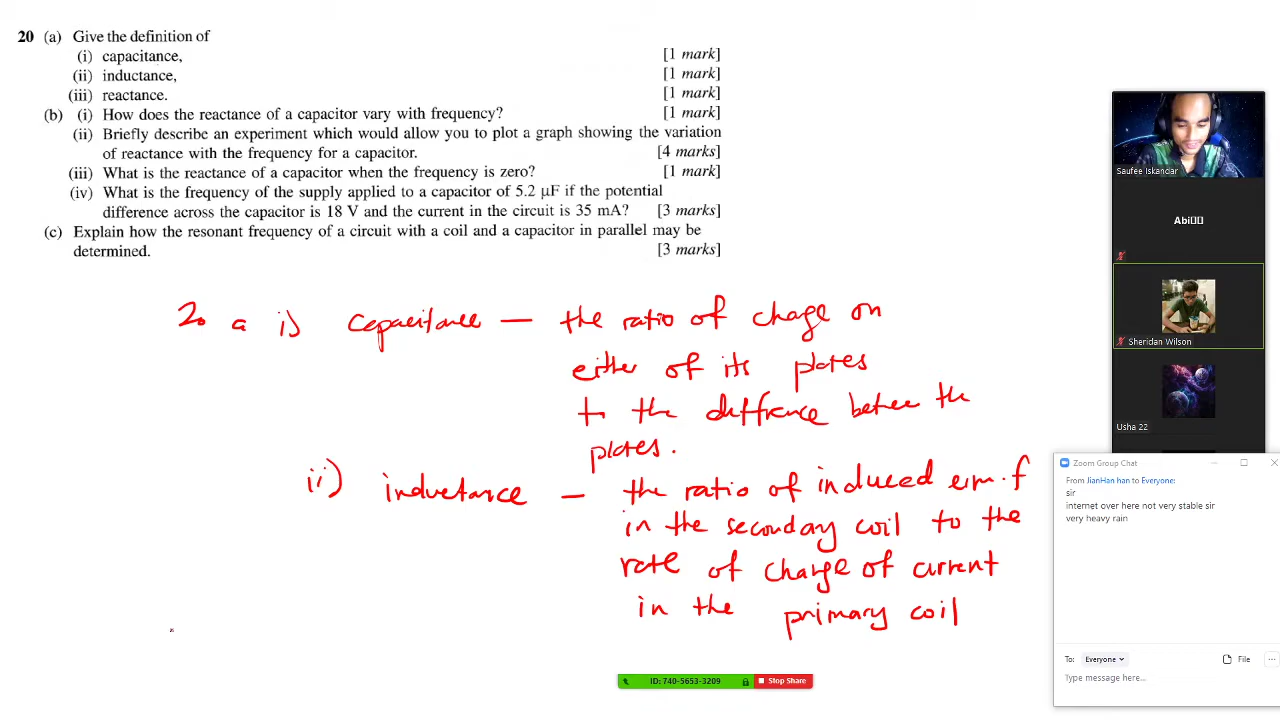 20 (a) Give the definition of
(i) capacitance, [1 mark]
(ii) inductance, [1 mark]
(iii) reactance. [1 mark]
(b) (i) How does the reactance of a capacitor vary with frequency? [1 mark]
(ii) Briefly describe an experiment which would allow you to plot a graph showing the variation
of reactance with the frequency for a capacitor. [4 marks]
(iii) What is the reactance of a capacitor when the frequency is zero? [1 mark]
(iv) What is the frequency of the supply applied to a capacitor of 5.2 μF if the potential
difference across the capacitor is 18 V and the current in the circuit is 35 mA? [3 marks]
(c) Explain how the resonant frequency of a circuit with a coil and a capacitor in parallel may be
determined. [3 marks]
20 a i) capacitance — the ratio of charge on
either of its plates
to the diffrence betwee the
plates.
ii) inductance — the ratio of induced e.m.f
in the seconday coil to the
rate of charge of current
in the primary coil
Saufee Iskandar
Abi
Sheridan Wilson
Usha 22
Zoom Group Chat
From JianHan han to Everyone:
sir
internet over here not very stable sir
very heavy rain
To: Everyone File
Type message here...
ID: 740-5653-3209 Stop Share